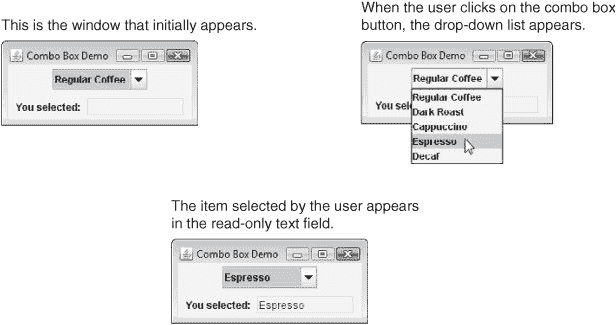 This is the window that initially appears.
Combo Box Demo
Regular Coffee
You selected:
When the user clicks on the combo box
button, the drop-down list appears.
Combo Box Demo
Regular Coffee
You sel
Regular Coffee
Dark Roast
Cappuccino
Espresso
Decaf
The item selected by the user appears
in the read-only text field.
Combo Box Demo
Espresso
You selected: Espresso